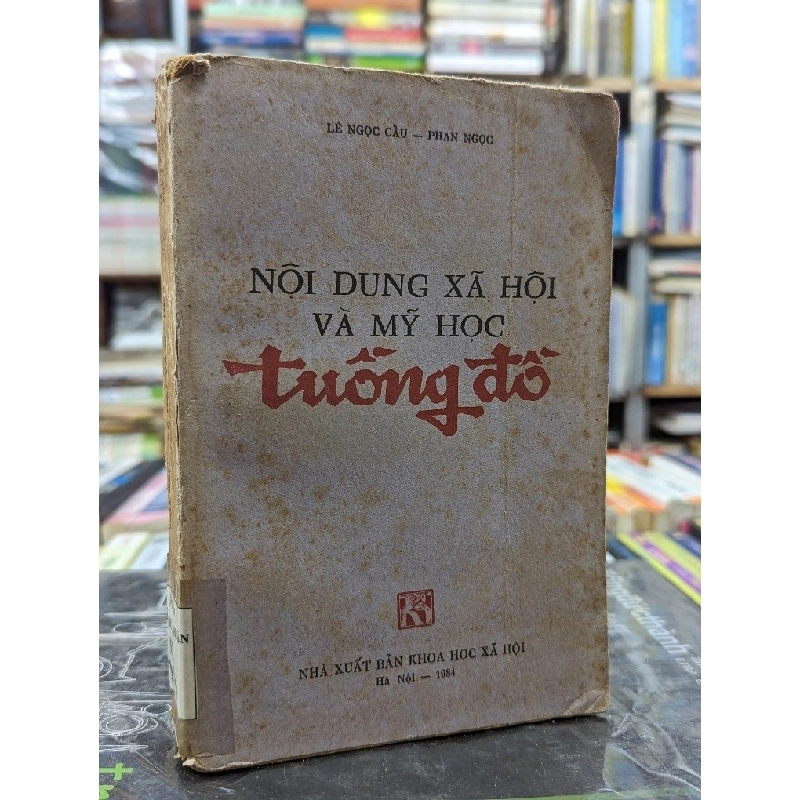 LÊ NGỌC CẦU — PHAN NGỌC
NỘI DUNG XÃ HỘI
VÀ MỸ HỌC
tuồng đồ
NHÀ XUẤT BẢN KHOA HỌC XÃ HỘI
Hà Nội — 1984